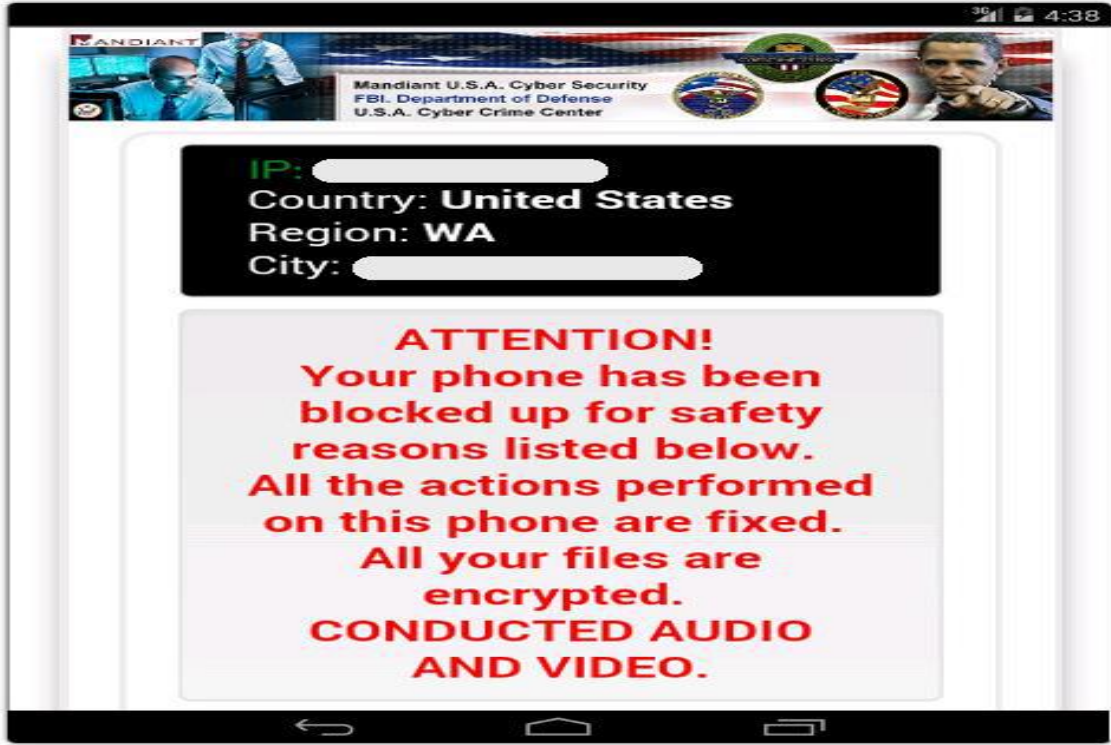 3G 4:38
MANDIANT
Mandiant U.S.A. Cyber Security
FBI. Department of Defense
U.S.A. Cyber Crime Center
IP:
Country: United States
Region: WA
City:
ATTENTION!
Your phone has been
blocked up for safety
reasons listed below.
All the actions performed
on this phone are fixed.
All your files are
encrypted.
CONDUCTED AUDIO
AND VIDEO.